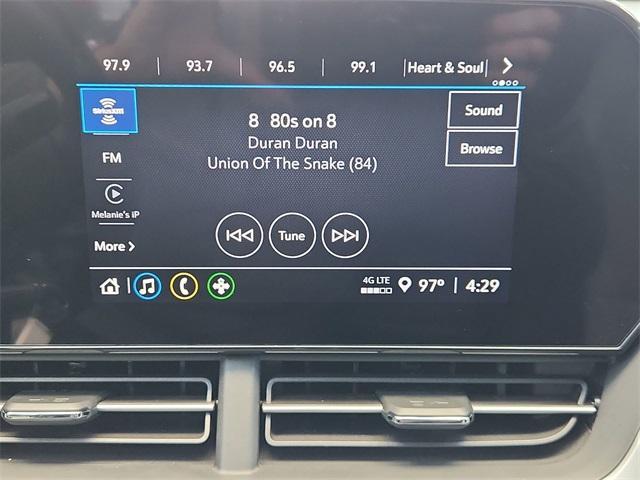 97.9 93.7 96.5 99.1 Heart & Soul
SiriusXM
8 80s on 8
Duran Duran
Union Of The Snake (84)
Sound
Browse
FM
Melanie's iP
More
Tune
4G LTE
97° 4:29